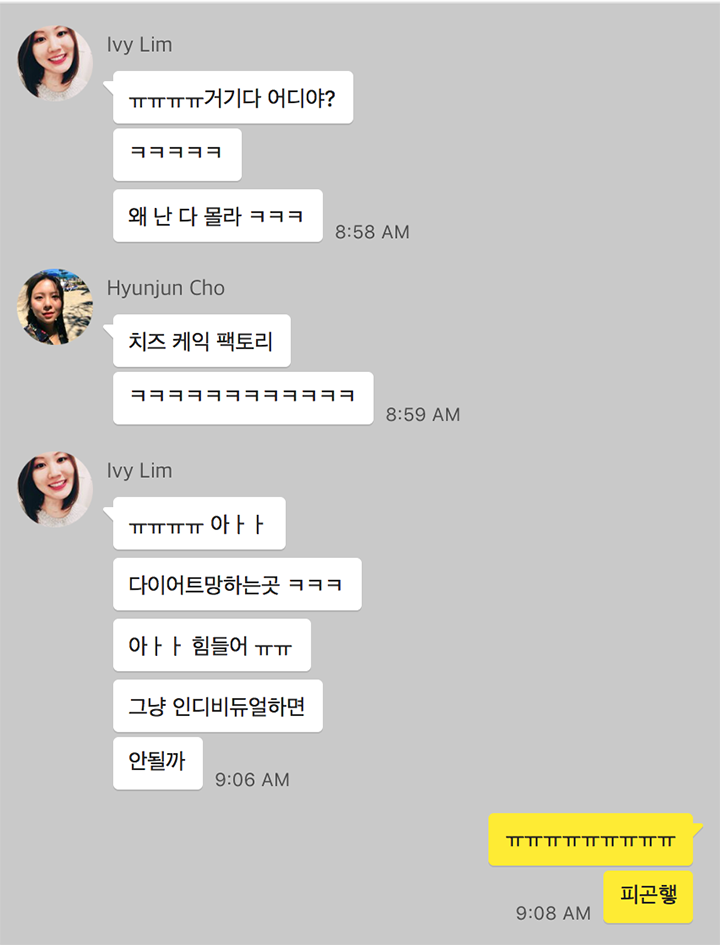 Ivy Lim
ㅠㅠㅠㅠ거기다 어디야?
ㅋㅋㅋㅋㅋ
왜 난 다 몰라 ㅋㅋㅋ
8:58 AM
Hyunjun Cho
치즈 케익 팩토리
ㅋㅋㅋㅋㅋㅋㅋㅋㅋㅋㅋㅋ
8:59 AM
Ivy Lim
ㅠㅠㅠㅠ 아ㅏㅏ
다이어트망하는곳 ㅋㅋㅋ
아ㅏㅏ 힘들어 ㅠㅠ
그냥 인디비듀얼하면
안될까
9:06 AM
ㅠㅠㅠㅠㅠㅠㅠㅠㅠ
피곤햏
9:08 AM